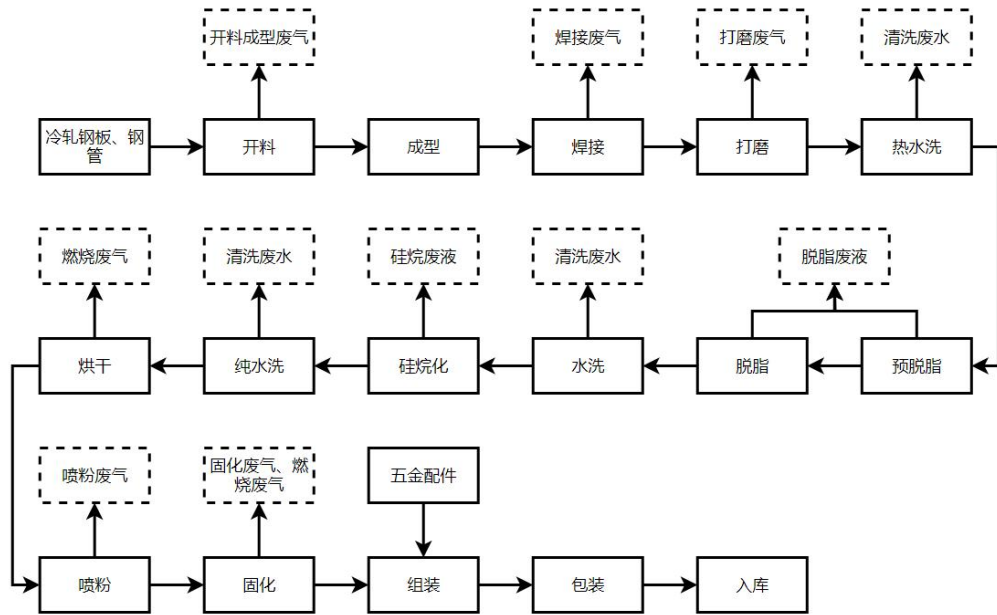 开料成型废气
焊接废气
打磨废气
清洗废水
冷轧钢板、钢
管
开料
成型
焊接
打磨
热水洗
燃烧废气
清洗废水
硅烷废液
清洗废水
脱脂废液
烘干
纯水洗
硅烷化
水洗
脱脂
预脱脂
喷粉废气
固化废气、燃
烧废气
五金配件
喷粉
固化
组装
包装
入库